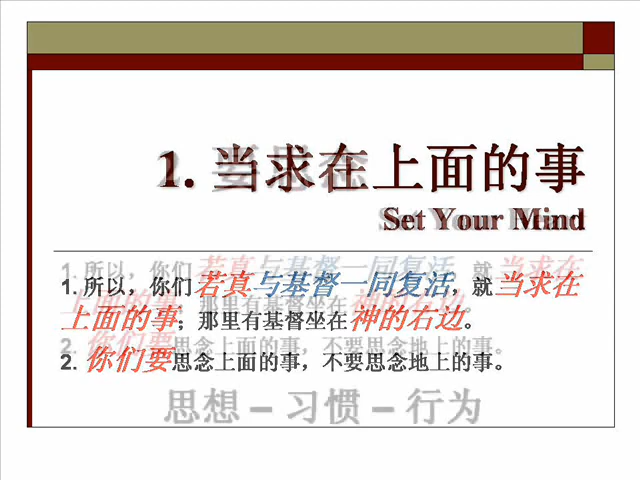 1. 当求在上面的事
Set Your Mind
1. 所以，你们若真与基督一同复活，就当求在
上面的事；那里有基督坐在神的右边。
2. 你们要思念上面的事，不要思念地上的事。
思想 – 习惯 – 行为